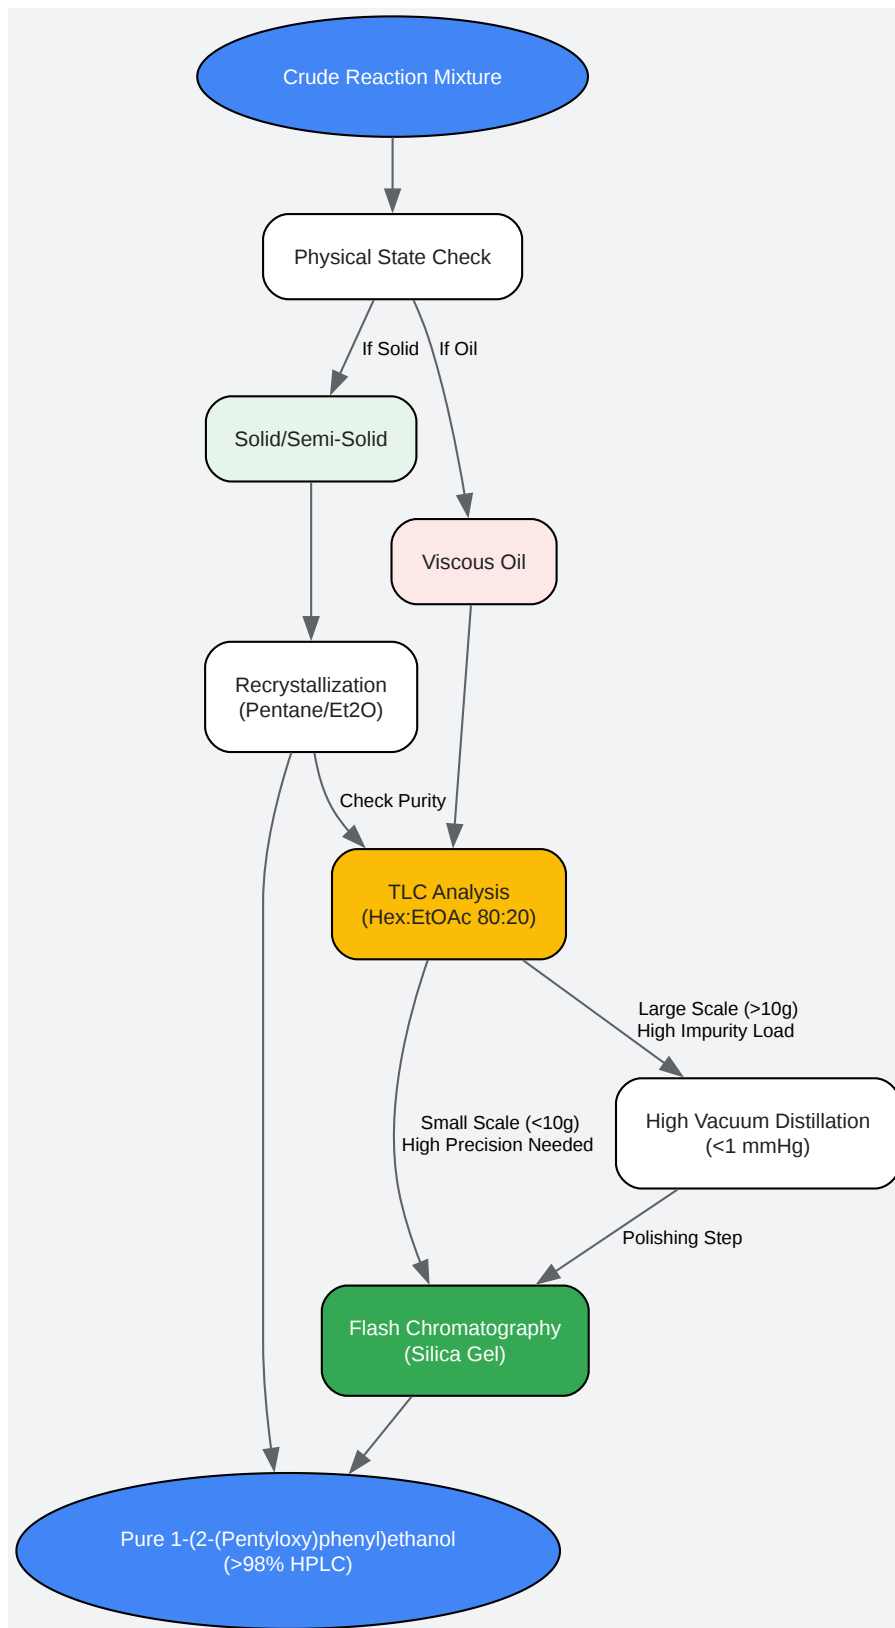 Crude Reaction Mixture
Physical State Check
If Solid
If Oil
Solid/Semi-Solid
Viscous Oil
Recrystallization
(Pentane/Et2O)
Check Purity
TLC Analysis
(Hex:EtOAc 80:20)
Large Scale (>10g)
High Impurity Load
Small Scale (<10g)
High Precision Needed
High Vacuum Distillation
(<1 mmHg)
Polishing Step
Flash Chromatography
(Silica Gel)
Pure 1-(2-(Pentyloxy)phenyl)ethanol
(>98% HPLC)